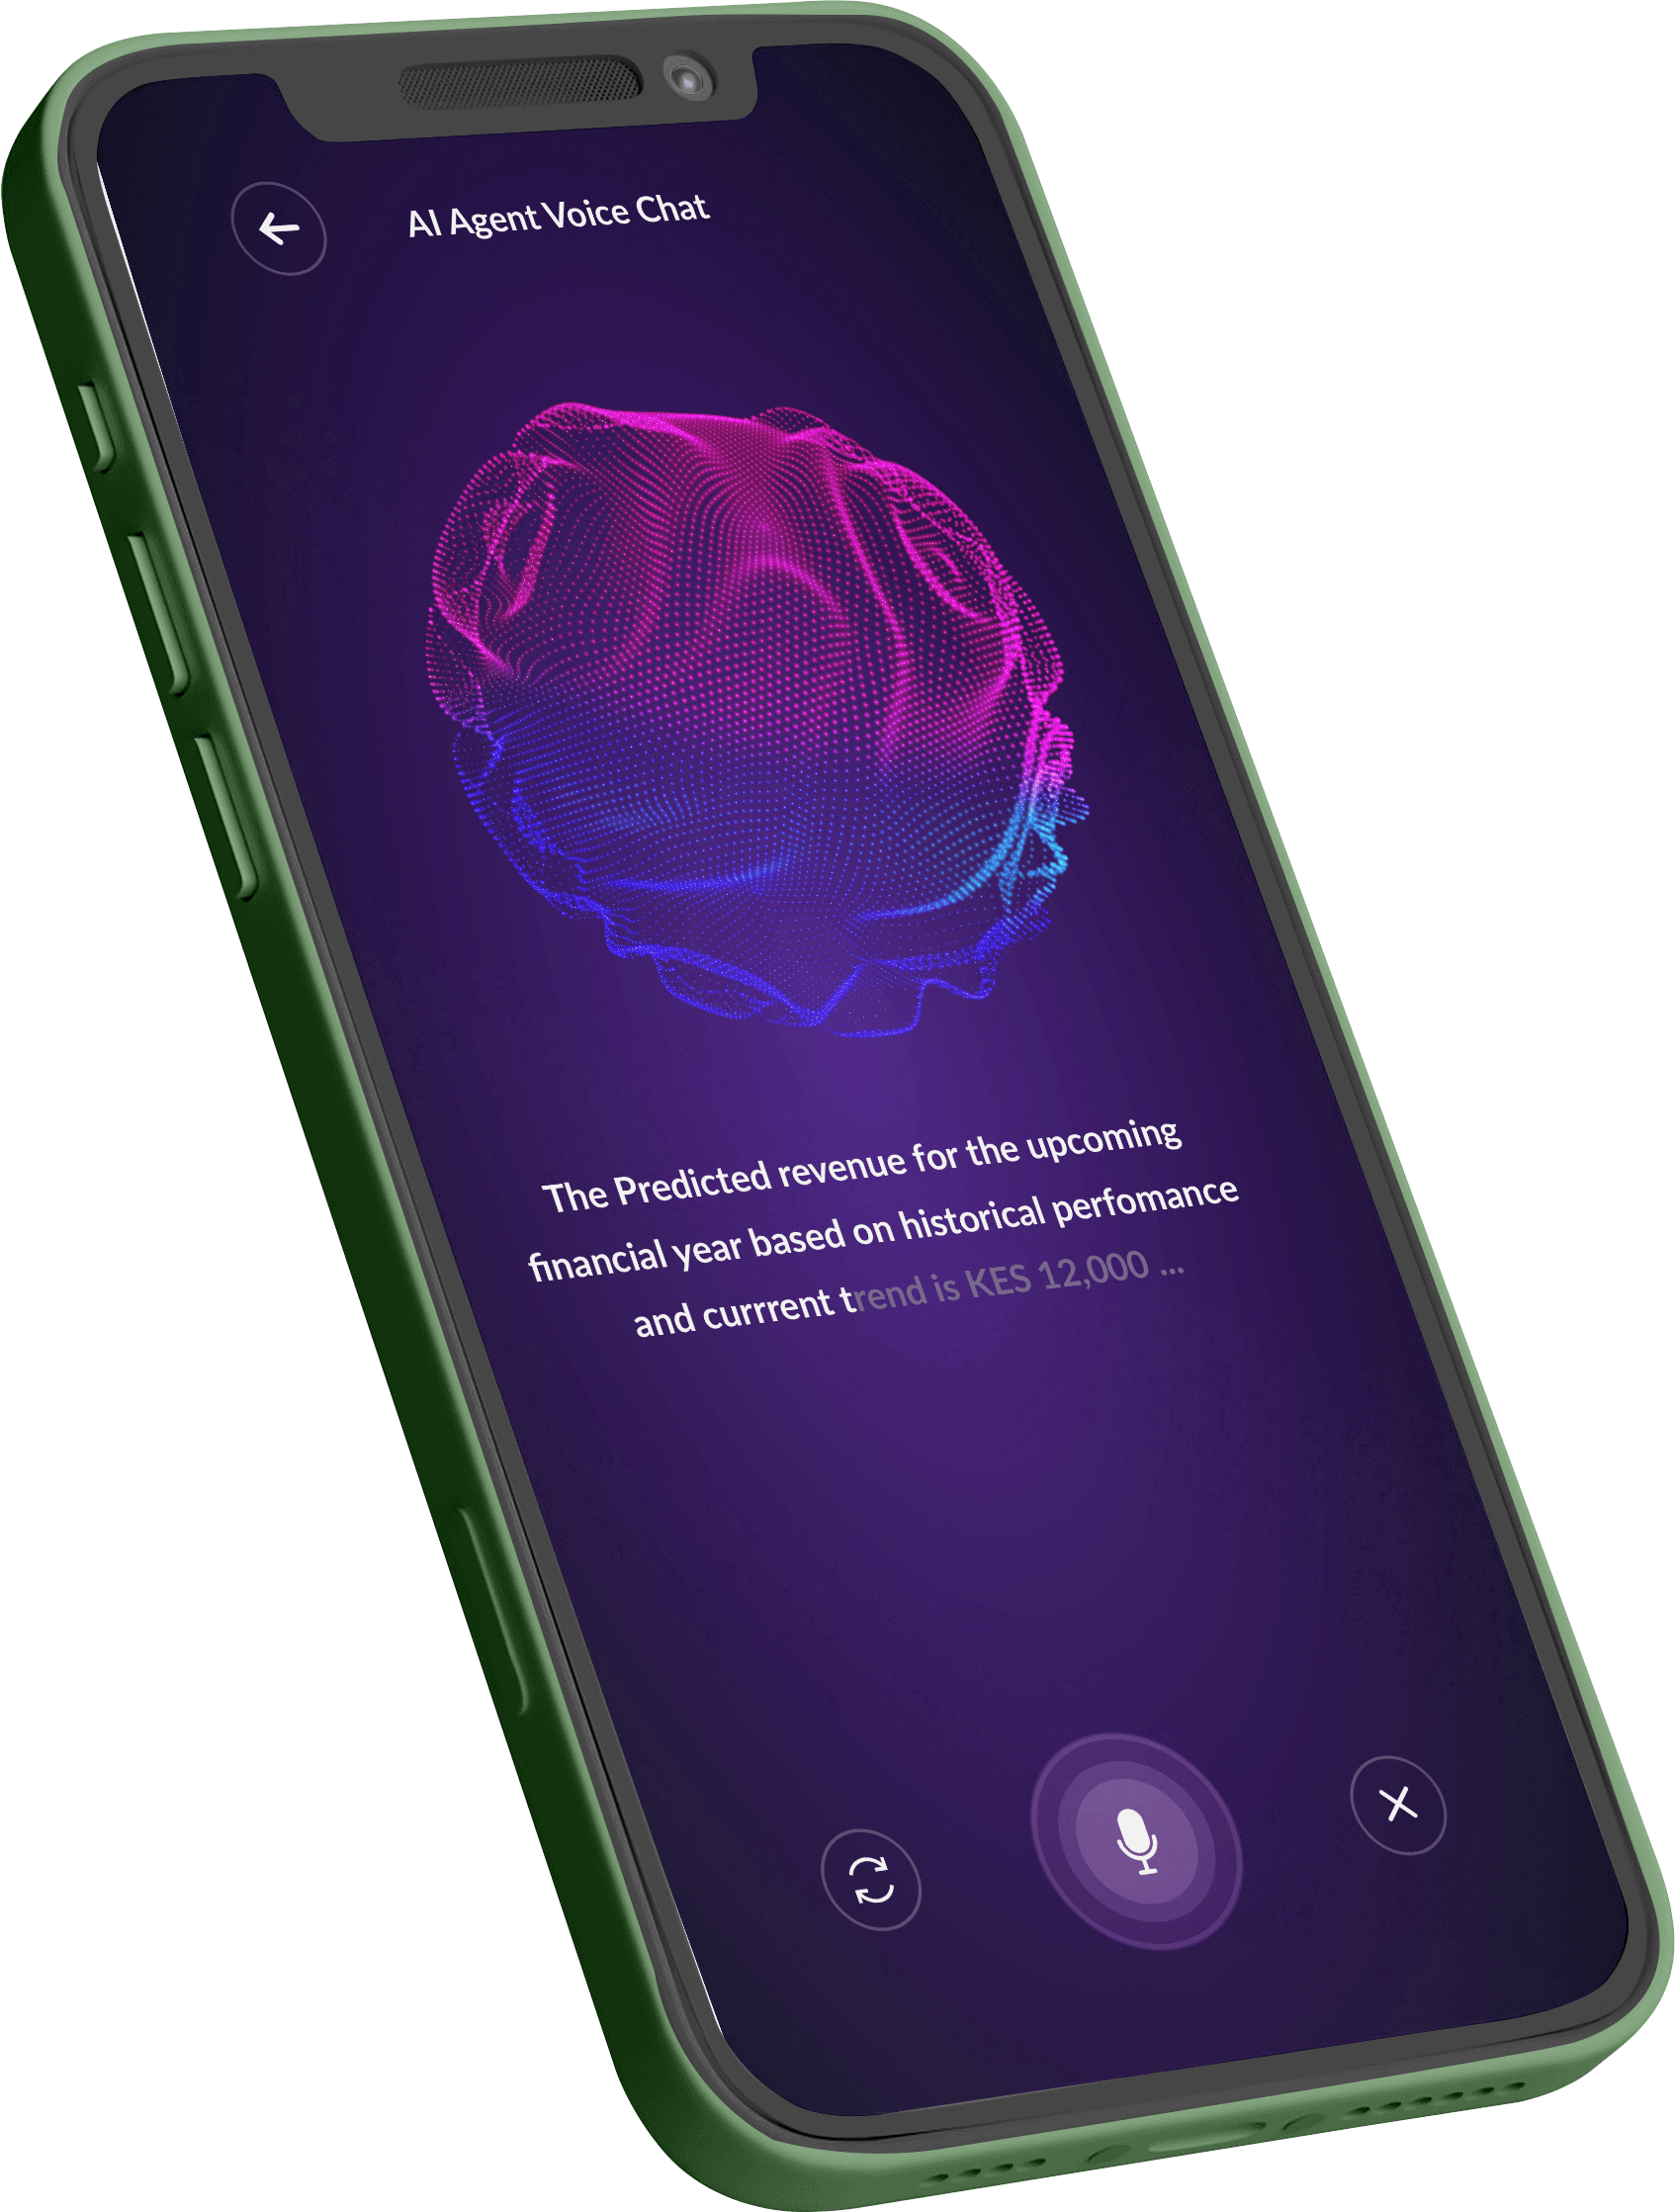 AI Agent Voice Chat
The Predicted revenue for the upcoming
financial year based on historical perfomance
and currrent trend is KES 12,000 ...